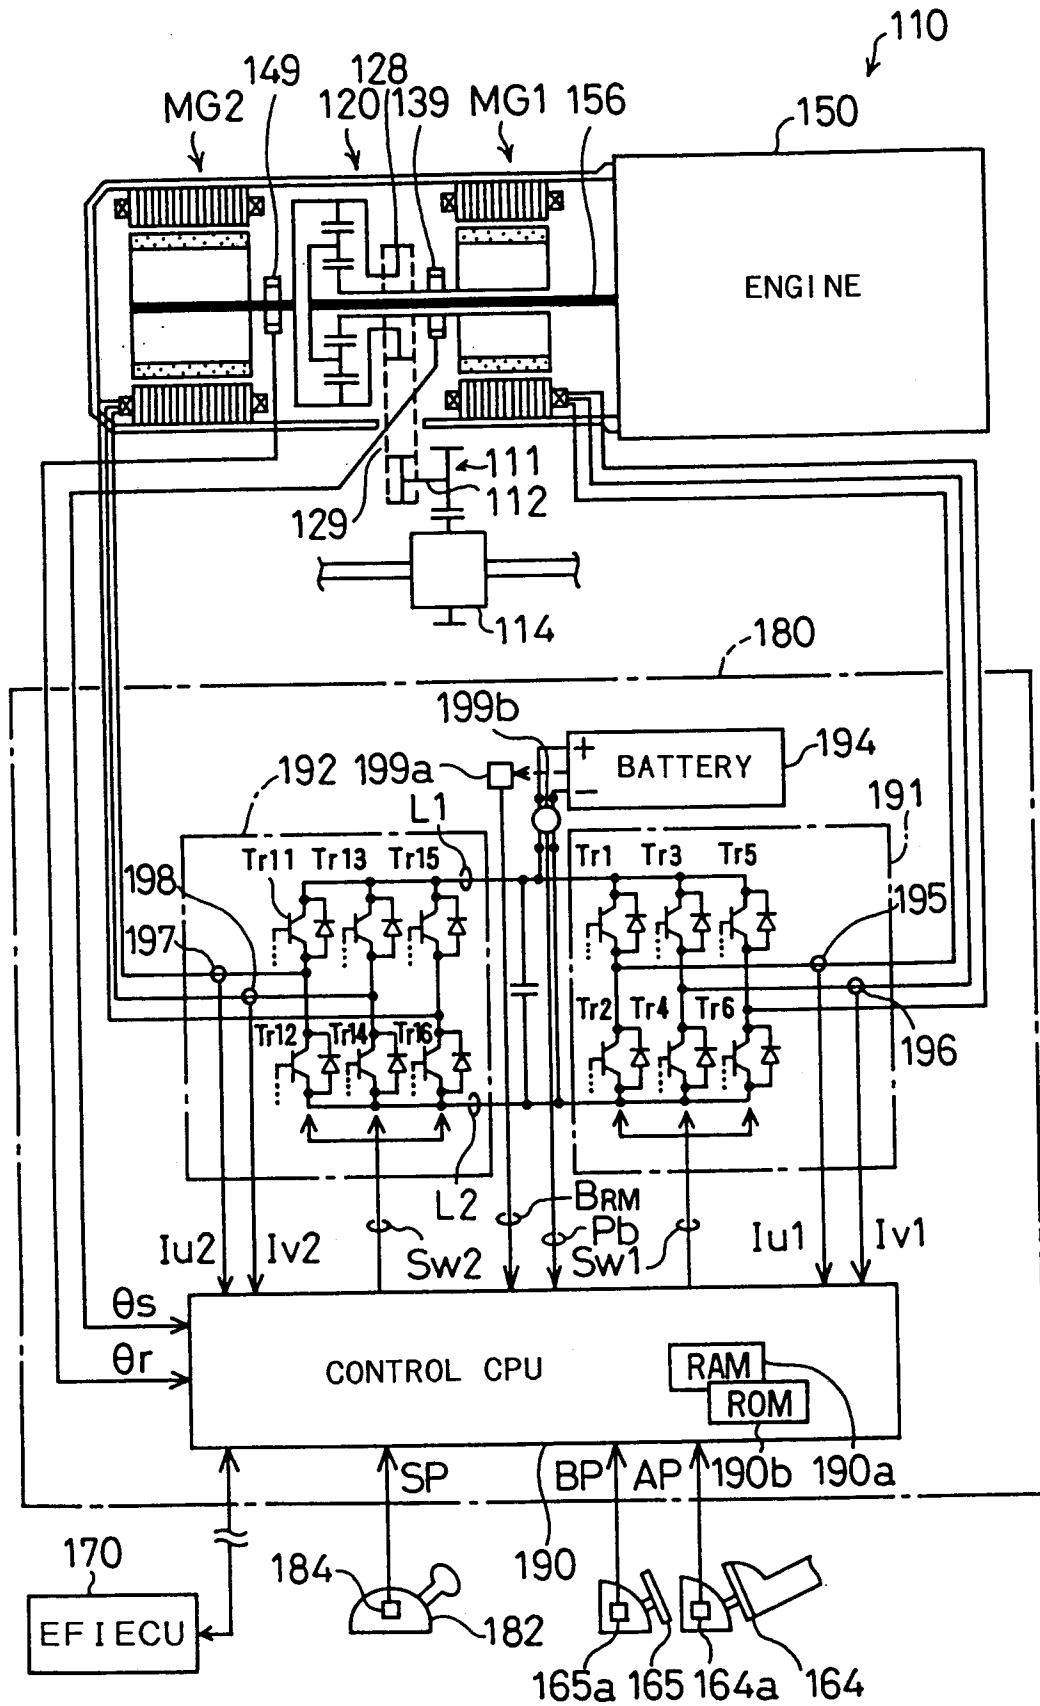 110
149 128
MG2 120 139 MG1 156 150
ENGINE
129 111
112
114
180
199b
192 199a + BATTERY 194
−
L1 191
Tr11 Tr13 Tr15 Tr1 Tr3 Tr5
198 195
197
Tr12 Tr14 Tr16 Tr2 Tr4 Tr6
196
L2 BRM
Pb
Iu2 Iv2 Sw2 Sw1 Iu1 Iv1
θs
θr
CONTROL CPU RAM
ROM
SP BP AP 190b 190a
170 184 190
EFIECU 182
165a 165 164a 164